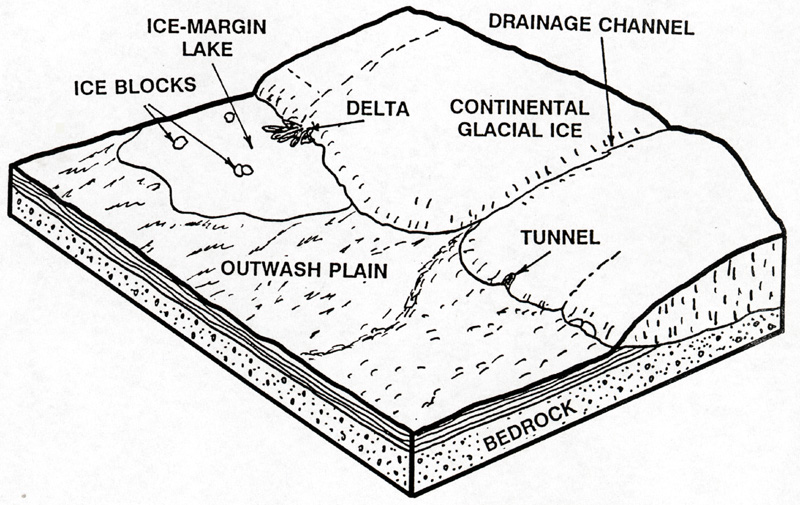 ICE-MARGIN
LAKE
DRAINAGE CHANNEL
ICE BLOCKS
DELTA
CONTINENTAL
GLACIAL ICE
TUNNEL
OUTWASH PLAIN
BEDROCK